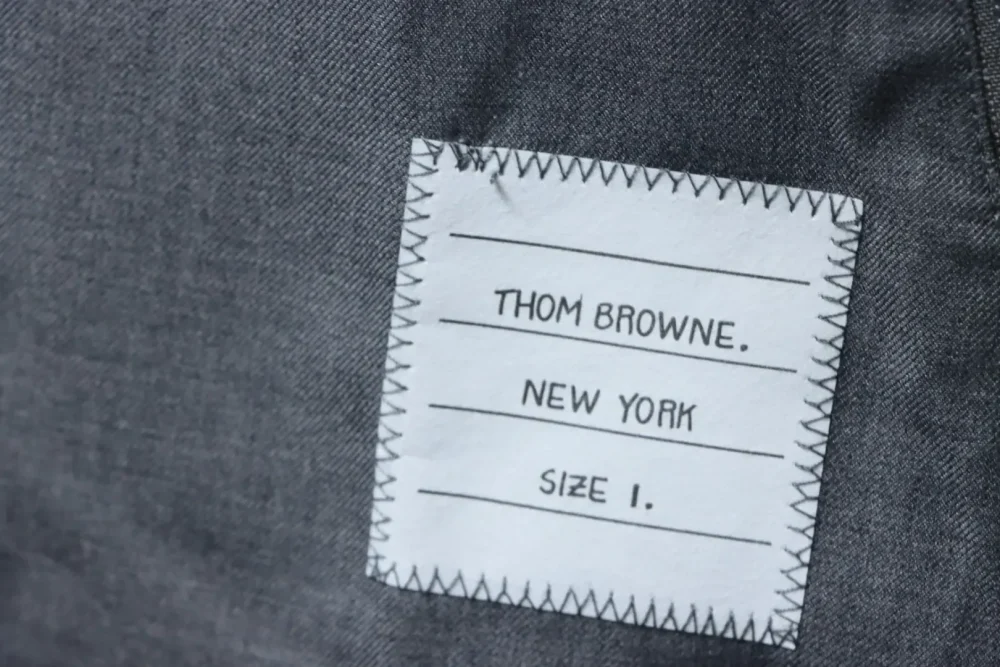 THOM BROWNE.
NEW YORK
SIZE 1.